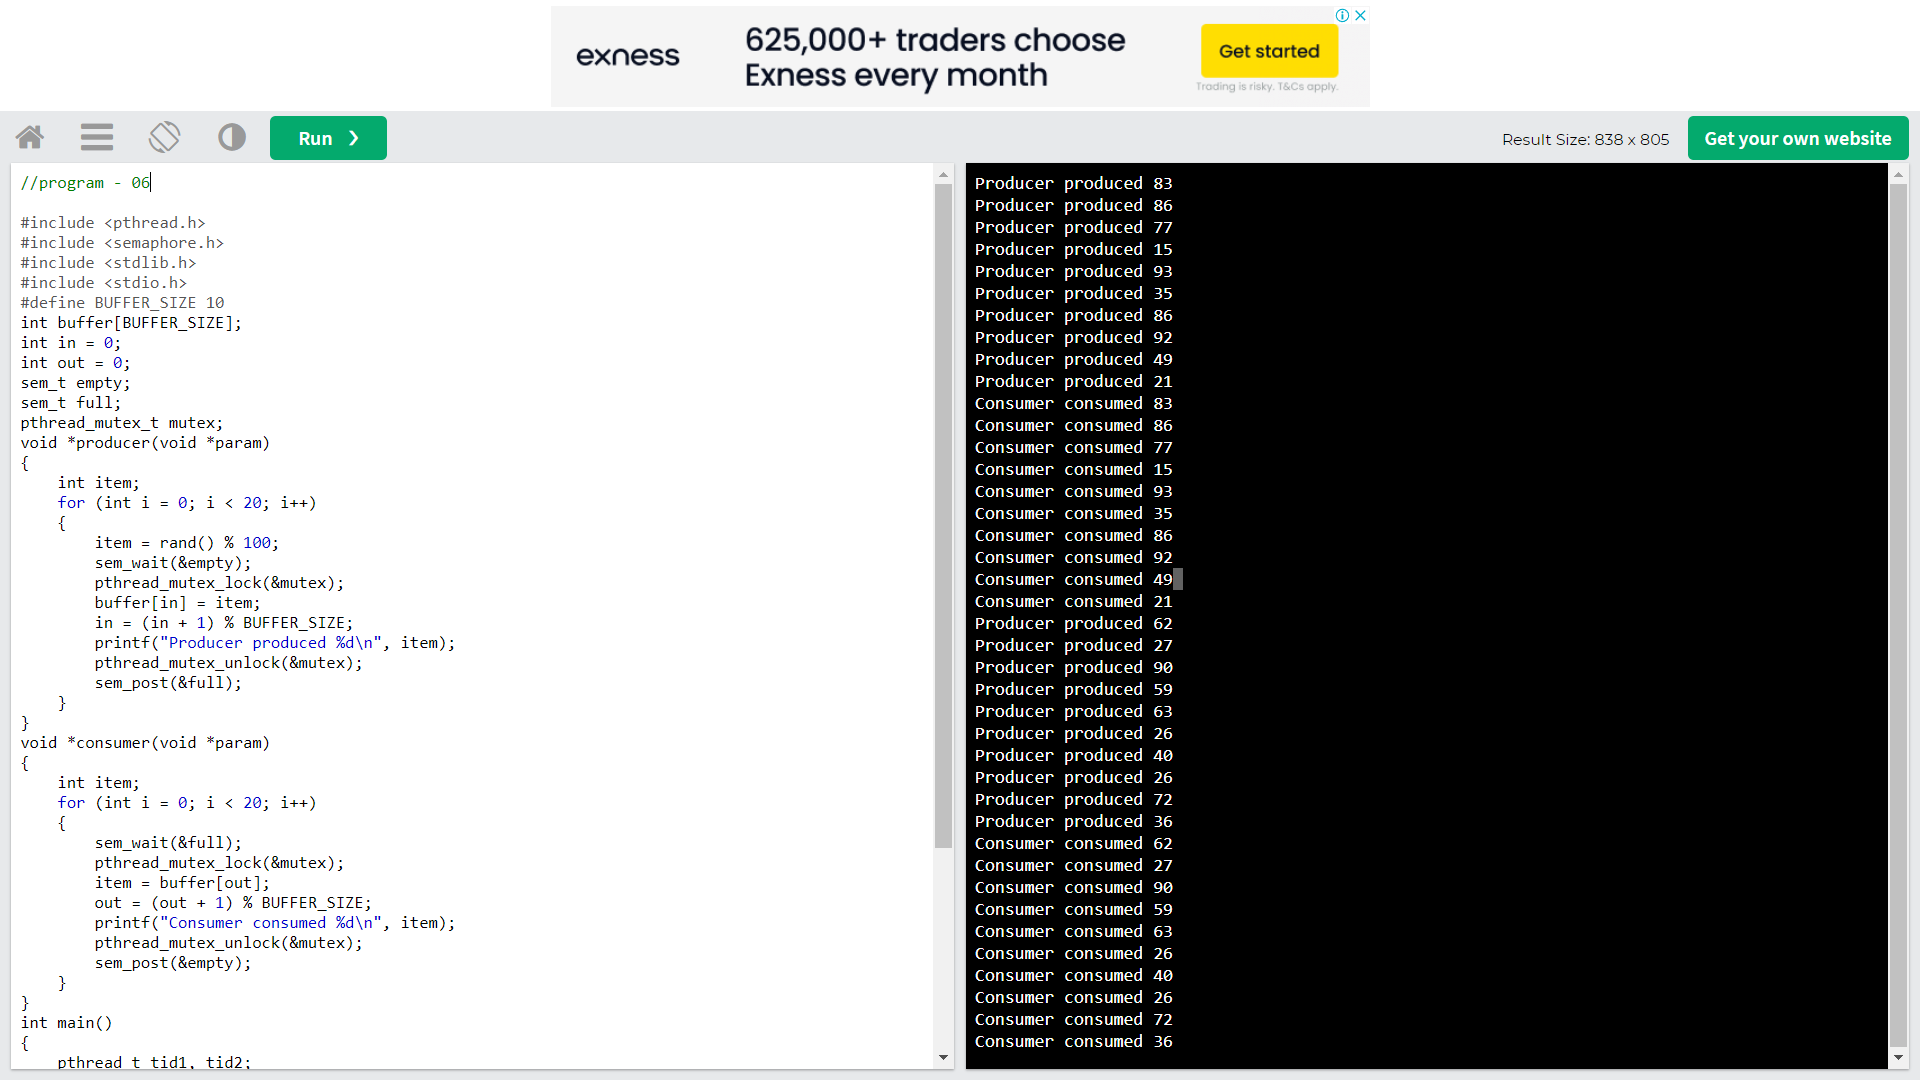 exness
625,000+ traders choose
Exness every month
Get started
Trading is risky. T&Cs apply.
Run ❯
Result Size: 838 x 805
Get your own website
//program - 06

#include <pthread.h>
#include <semaphore.h>
#include <stdlib.h>
#include <stdio.h>
#define BUFFER_SIZE 10
int buffer[BUFFER_SIZE];
int in = 0;
int out = 0;
sem_t empty;
sem_t full;
pthread_mutex_t mutex;
void *producer(void *param)
{
    int item;
    for (int i = 0; i < 20; i++)
    {
        item = rand() % 100;
        sem_wait(&empty);
        pthread_mutex_lock(&mutex);
        buffer[in] = item;
        in = (in + 1) % BUFFER_SIZE;
        printf("Producer produced %d\n", item);
        pthread_mutex_unlock(&mutex);
        sem_post(&full);
    }
}
void *consumer(void *param)
{
    int item;
    for (int i = 0; i < 20; i++)
    {
        sem_wait(&full);
        pthread_mutex_lock(&mutex);
        item = buffer[out];
        out = (out + 1) % BUFFER_SIZE;
        printf("Consumer consumed %d\n", item);
        pthread_mutex_unlock(&mutex);
        sem_post(&empty);
    }
}
int main()
{
    pthread_t tid1, tid2;
Producer produced 83
Producer produced 86
Producer produced 77
Producer produced 15
Producer produced 93
Producer produced 35
Producer produced 86
Producer produced 92
Producer produced 49
Producer produced 21
Consumer consumed 83
Consumer consumed 86
Consumer consumed 77
Consumer consumed 15
Consumer consumed 93
Consumer consumed 35
Consumer consumed 86
Consumer consumed 92
Consumer consumed 49
Consumer consumed 21
Producer produced 62
Producer produced 27
Producer produced 90
Producer produced 59
Producer produced 63
Producer produced 26
Producer produced 40
Producer produced 26
Producer produced 72
Producer produced 36
Consumer consumed 62
Consumer consumed 27
Consumer consumed 90
Consumer consumed 59
Consumer consumed 63
Consumer consumed 26
Consumer consumed 40
Consumer consumed 26
Consumer consumed 72
Consumer consumed 36